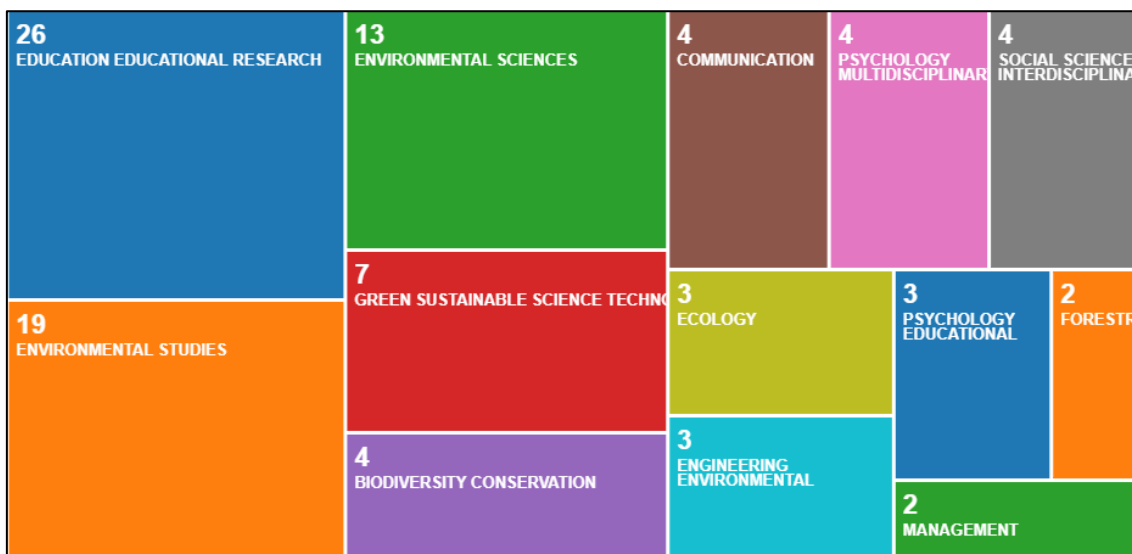 26
EDUCATION EDUCATIONAL RESEARCH
19
ENVIRONMENTAL STUDIES
13
ENVIRONMENTAL SCIENCES
7
GREEN SUSTAINABLE SCIENCE TECHNO
4
BIODIVERSITY CONSERVATION
4
COMMUNICATION
4
PSYCHOLOGY
MULTIDISCIPLINAR
4
SOCIAL SCIENCE
INTERDISCIPLINA
3
ECOLOGY
3
ENGINEERING
ENVIRONMENTAL
3
PSYCHOLOGY
EDUCATIONAL
2
FORESTR
2
MANAGEMENT